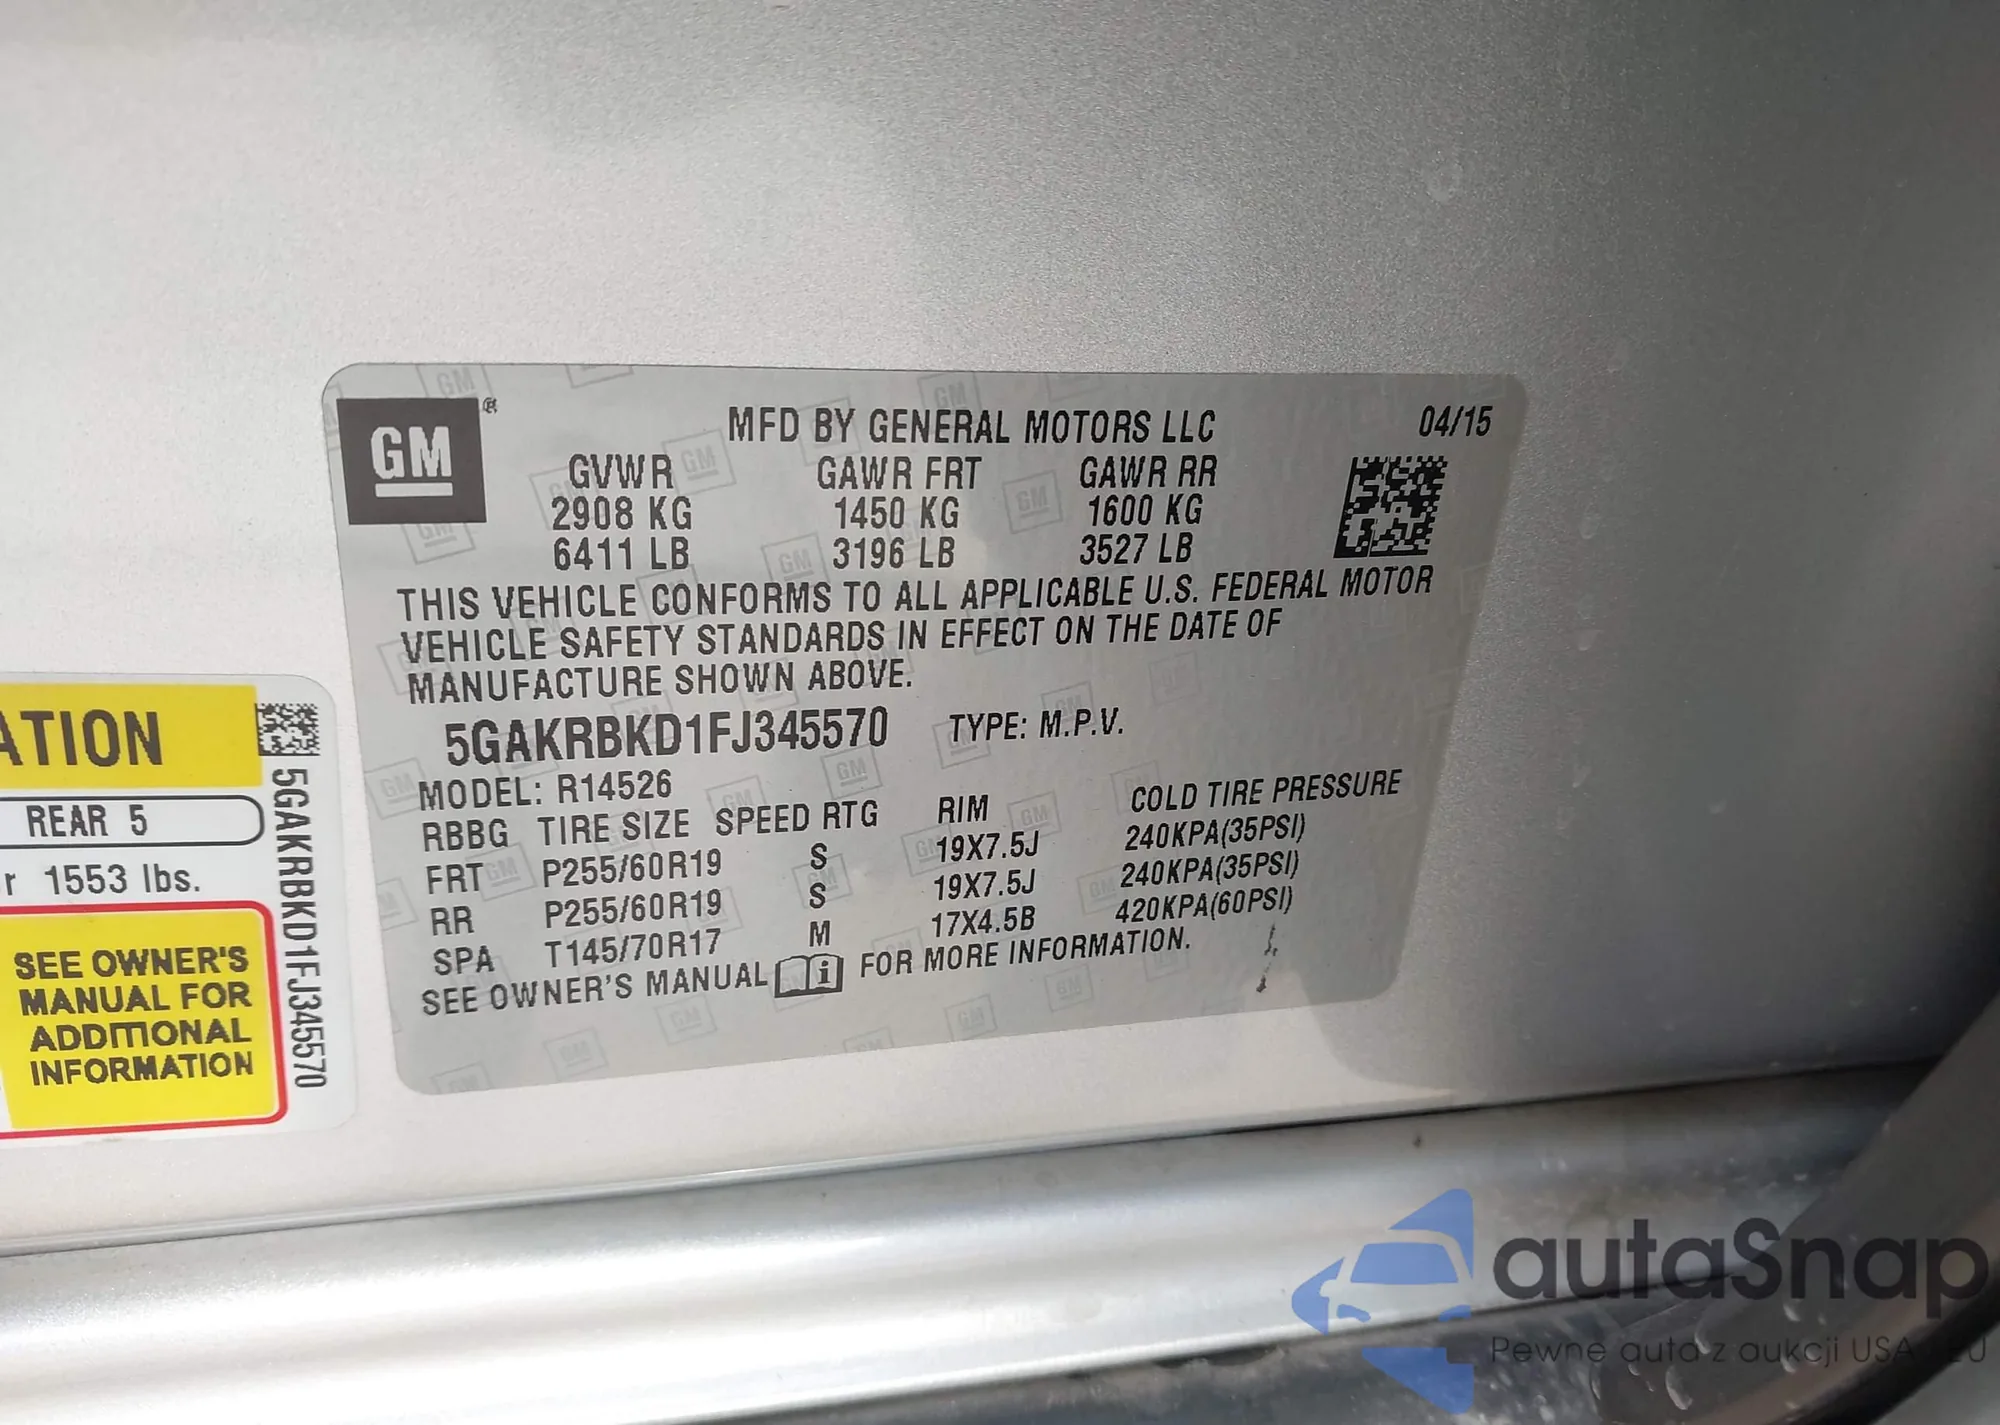 GM
MFD BY GENERAL MOTORS LLC 04/15
GVWR GAWR FRT GAWR RR
2908 KG 1450 KG 1600 KG
6411 LB 3196 LB 3527 LB
THIS VEHICLE CONFORMS TO ALL APPLICABLE U.S. FEDERAL MOTOR
VEHICLE SAFETY STANDARDS IN EFFECT ON THE DATE OF
MANUFACTURE SHOWN ABOVE.
5GAKRBKD1FJ345570 TYPE: M.P.V.
MODEL: R14526
RBBG TIRE SIZE SPEED RTG RIM COLD TIRE PRESSURE
FRT P255/60R19 S 19X7.5J 240KPA(35PSI)
RR P255/60R19 S 19X7.5J 240KPA(35PSI)
SPA T145/70R17 M 17X4.5B 420KPA(60PSI)
SEE OWNER'S MANUAL FOR MORE INFORMATION.
ATION
REAR 5
r 1553 lbs.
SEE OWNER'S
MANUAL FOR
ADDITIONAL
INFORMATION
5GAKRBKD1FJ345570
autaSnap
Pewne auta z aukcji USA EU